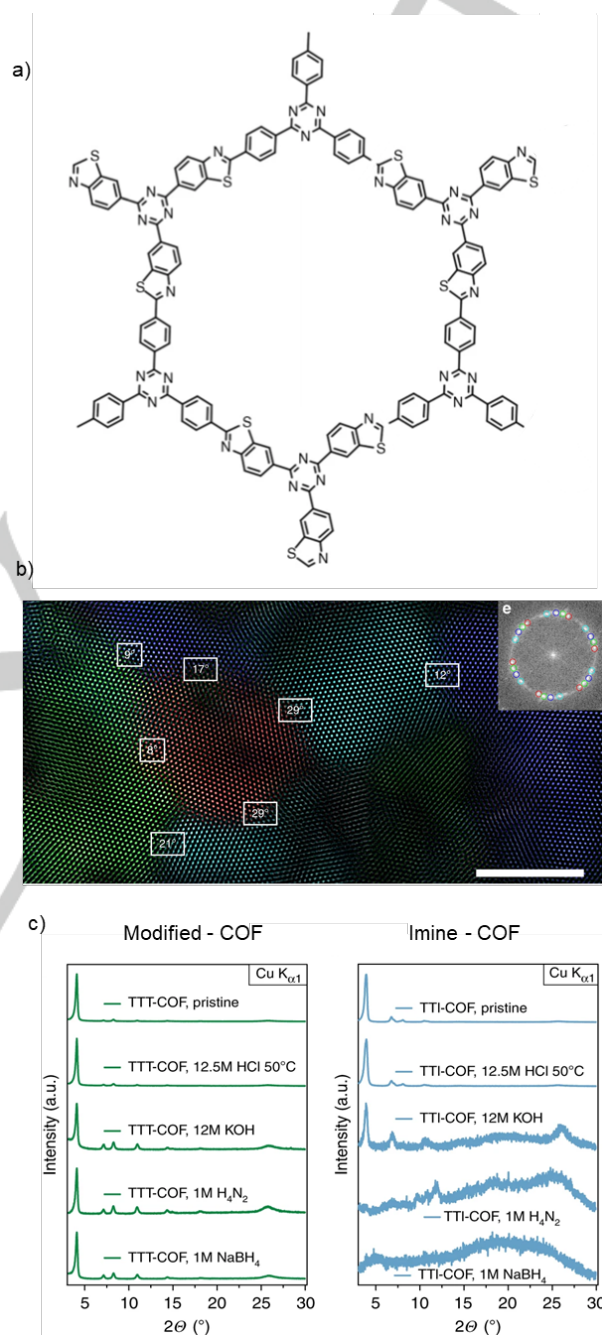 a)
N N
N
S N S N
N S N S
N N
N N
N N
S N S N
N N N N
N N
S N
N S
N
N N
S N
b)
e
9°
17°
12°
29°
8°
29°
21°
c)
Modified - COF
Cu Kα1
TTT-COF, pristine
TTT-COF, 12.5M HCl 50°C
TTT-COF, 12M KOH
TTT-COF, 1M H4N2
TTT-COF, 1M NaBH4
Intensity (a.u.)
5 10 15 20 25 30
2Θ (°)
Imine - COF
Cu Kα1
TTI-COF, pristine
TTI-COF, 12.5M HCl 50°C
TTI-COF, 12M KOH
TTI-COF, 1M H4N2
TTI-COF, 1M NaBH4
Intensity (a.u.)
5 10 15 20 25 30
2Θ (°)